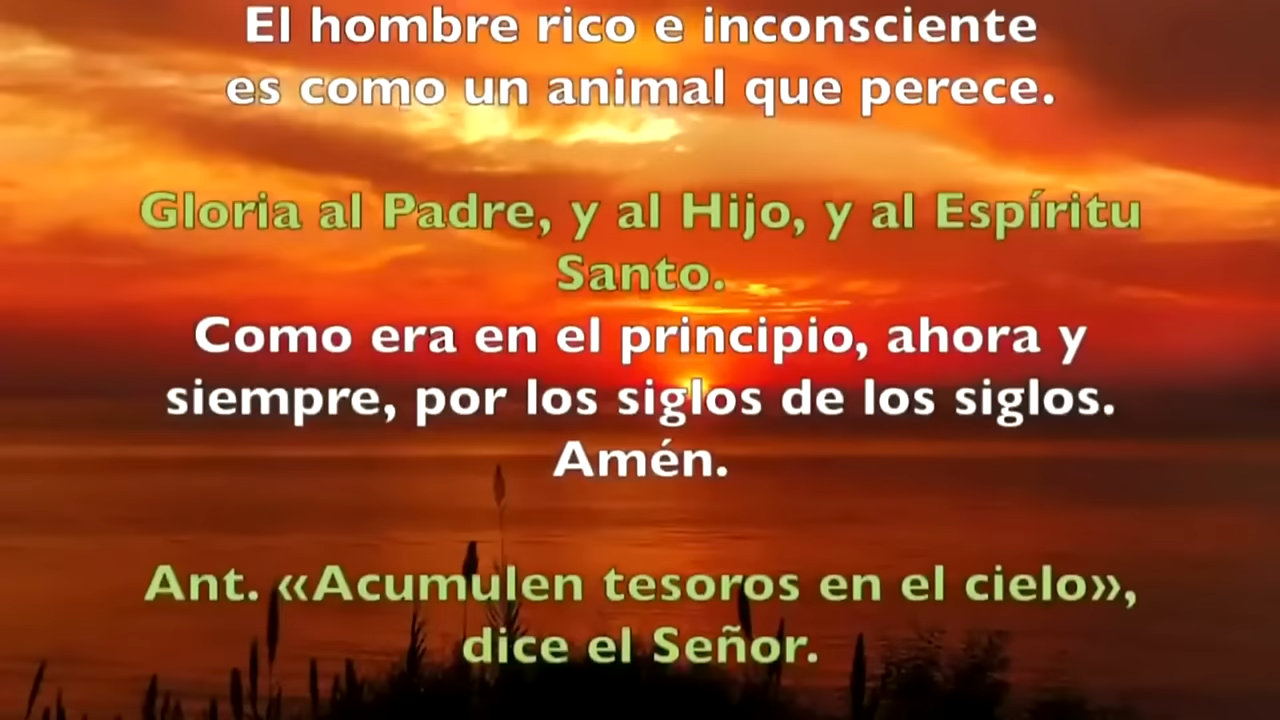 El hombre rico e inconsciente
es como un animal que perece.
Gloria al Padre, y al Hijo, y al Espíritu
Santo.
Como era en el principio, ahora y
siempre, por los siglos de los siglos.
Amén.
Ant. «Acumulen tesoros en el cielo»,
dice el Señor.